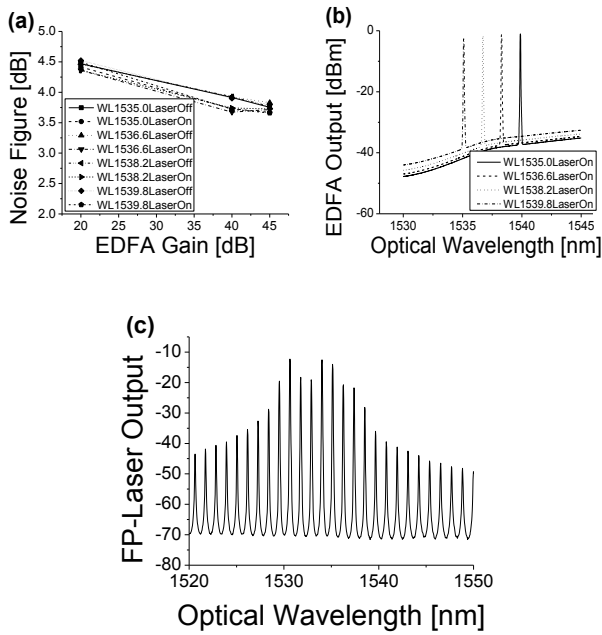 (a)
Noise Figure [dB]
5.0
4.5
4.0
3.5
3.0
2.5
2.0
WL1535.0LaserOff
WL1535.0LaserOn
WL1536.6LaserOff
WL1536.6LaserOn
WL1538.2LaserOff
WL1538.2LaserOn
WL1539.8LaserOff
WL1539.8LaserOn
20 25 30 35 40 45
EDFA Gain [dB]
(b)
EDFA Output [dBm]
0
-20
-40
-60
WL1535.0LaserOn
WL1536.6LaserOn
WL1538.2LaserOn
WL1539.8LaserOn
1530 1535 1540 1545
Optical Wavelength [nm]
(c)
FP-Laser Output
-10
-20
-30
-40
-50
-60
-70
-80
1520 1530 1540 1550
Optical Wavelength [nm]